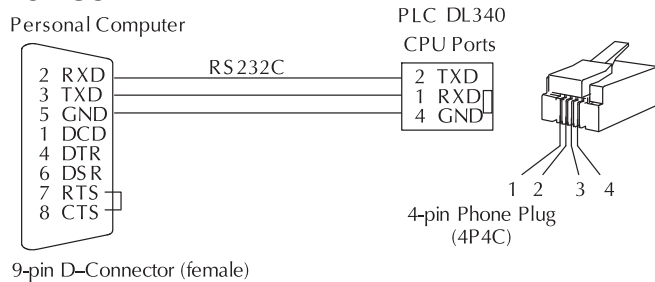 Personal Computer
PLC DL340
CPU Ports
RS232C
2 RXD
3 TXD
5 GND
1 DCD
4 DTR
6 DSR
7 RTS
8 CTS
2 TXD
1 RXD
4 GND
1 2 3 4
4-pin Phone Plug
(4P4C)
9-pin D–Connector (female)